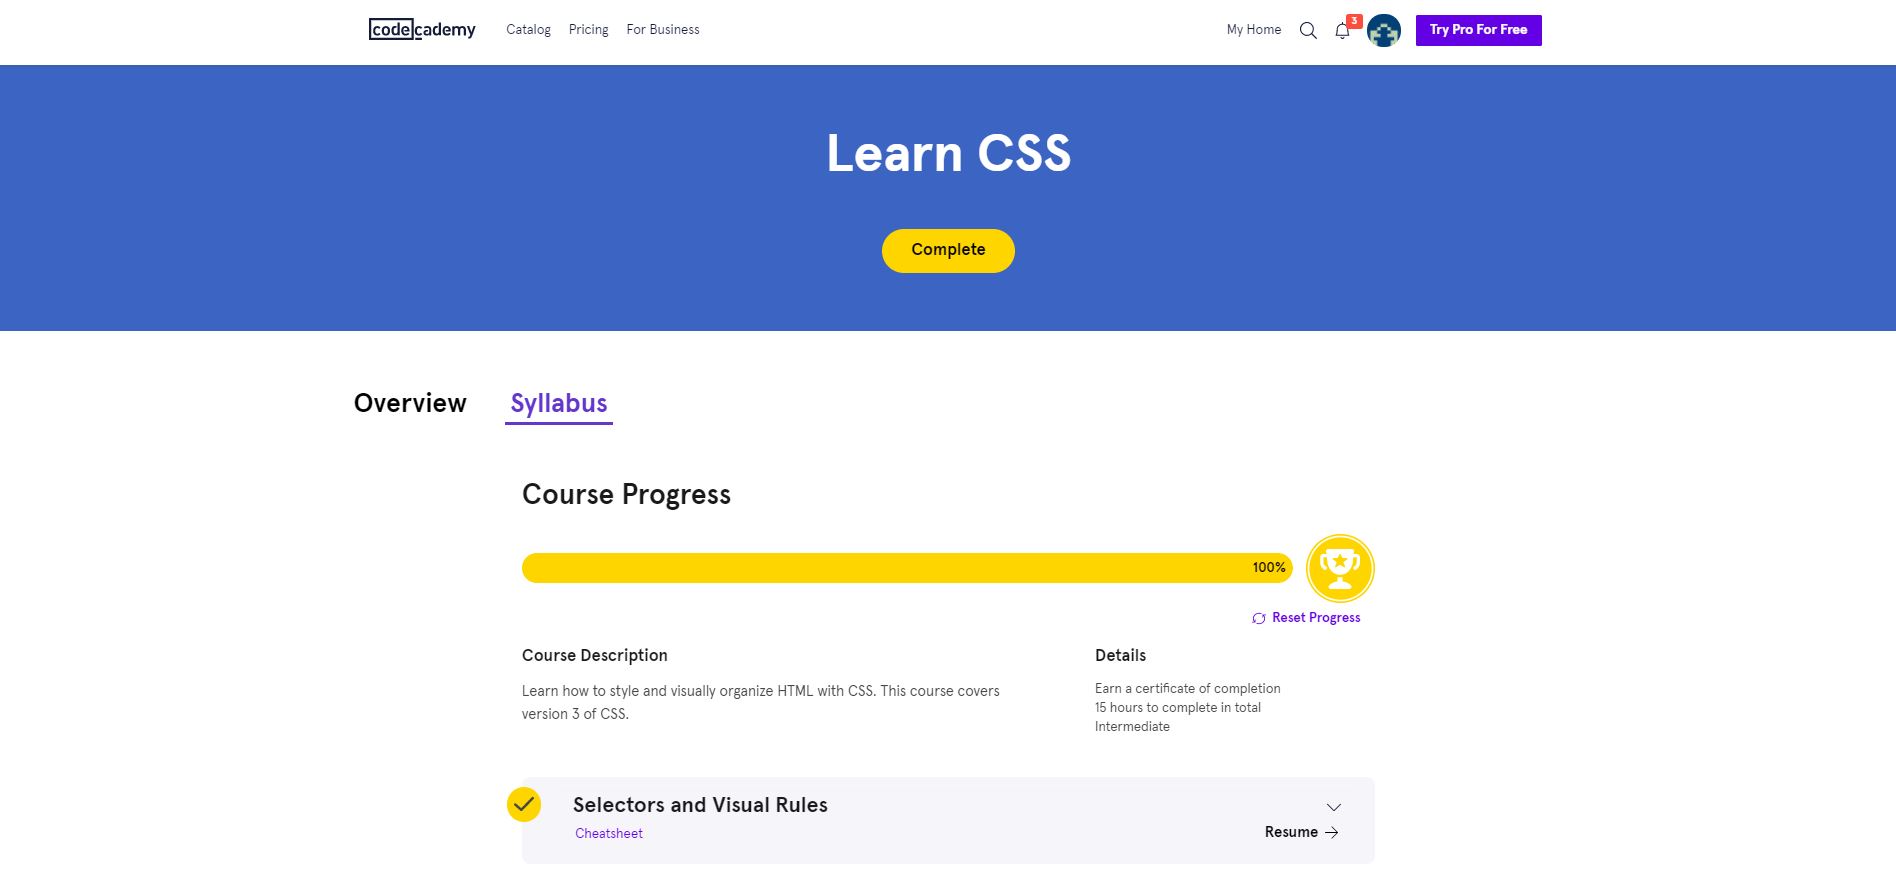 codecademy
Catalog
Pricing
For Business
My Home
3
Try Pro For Free
Learn CSS
Complete
Overview
Syllabus
Course Progress
100%
Reset Progress
Course Description
Learn how to style and visually organize HTML with CSS. This course covers
version 3 of CSS.
Details
Earn a certificate of completion
15 hours to complete in total
Intermediate
Selectors and Visual Rules
Cheatsheet
Resume